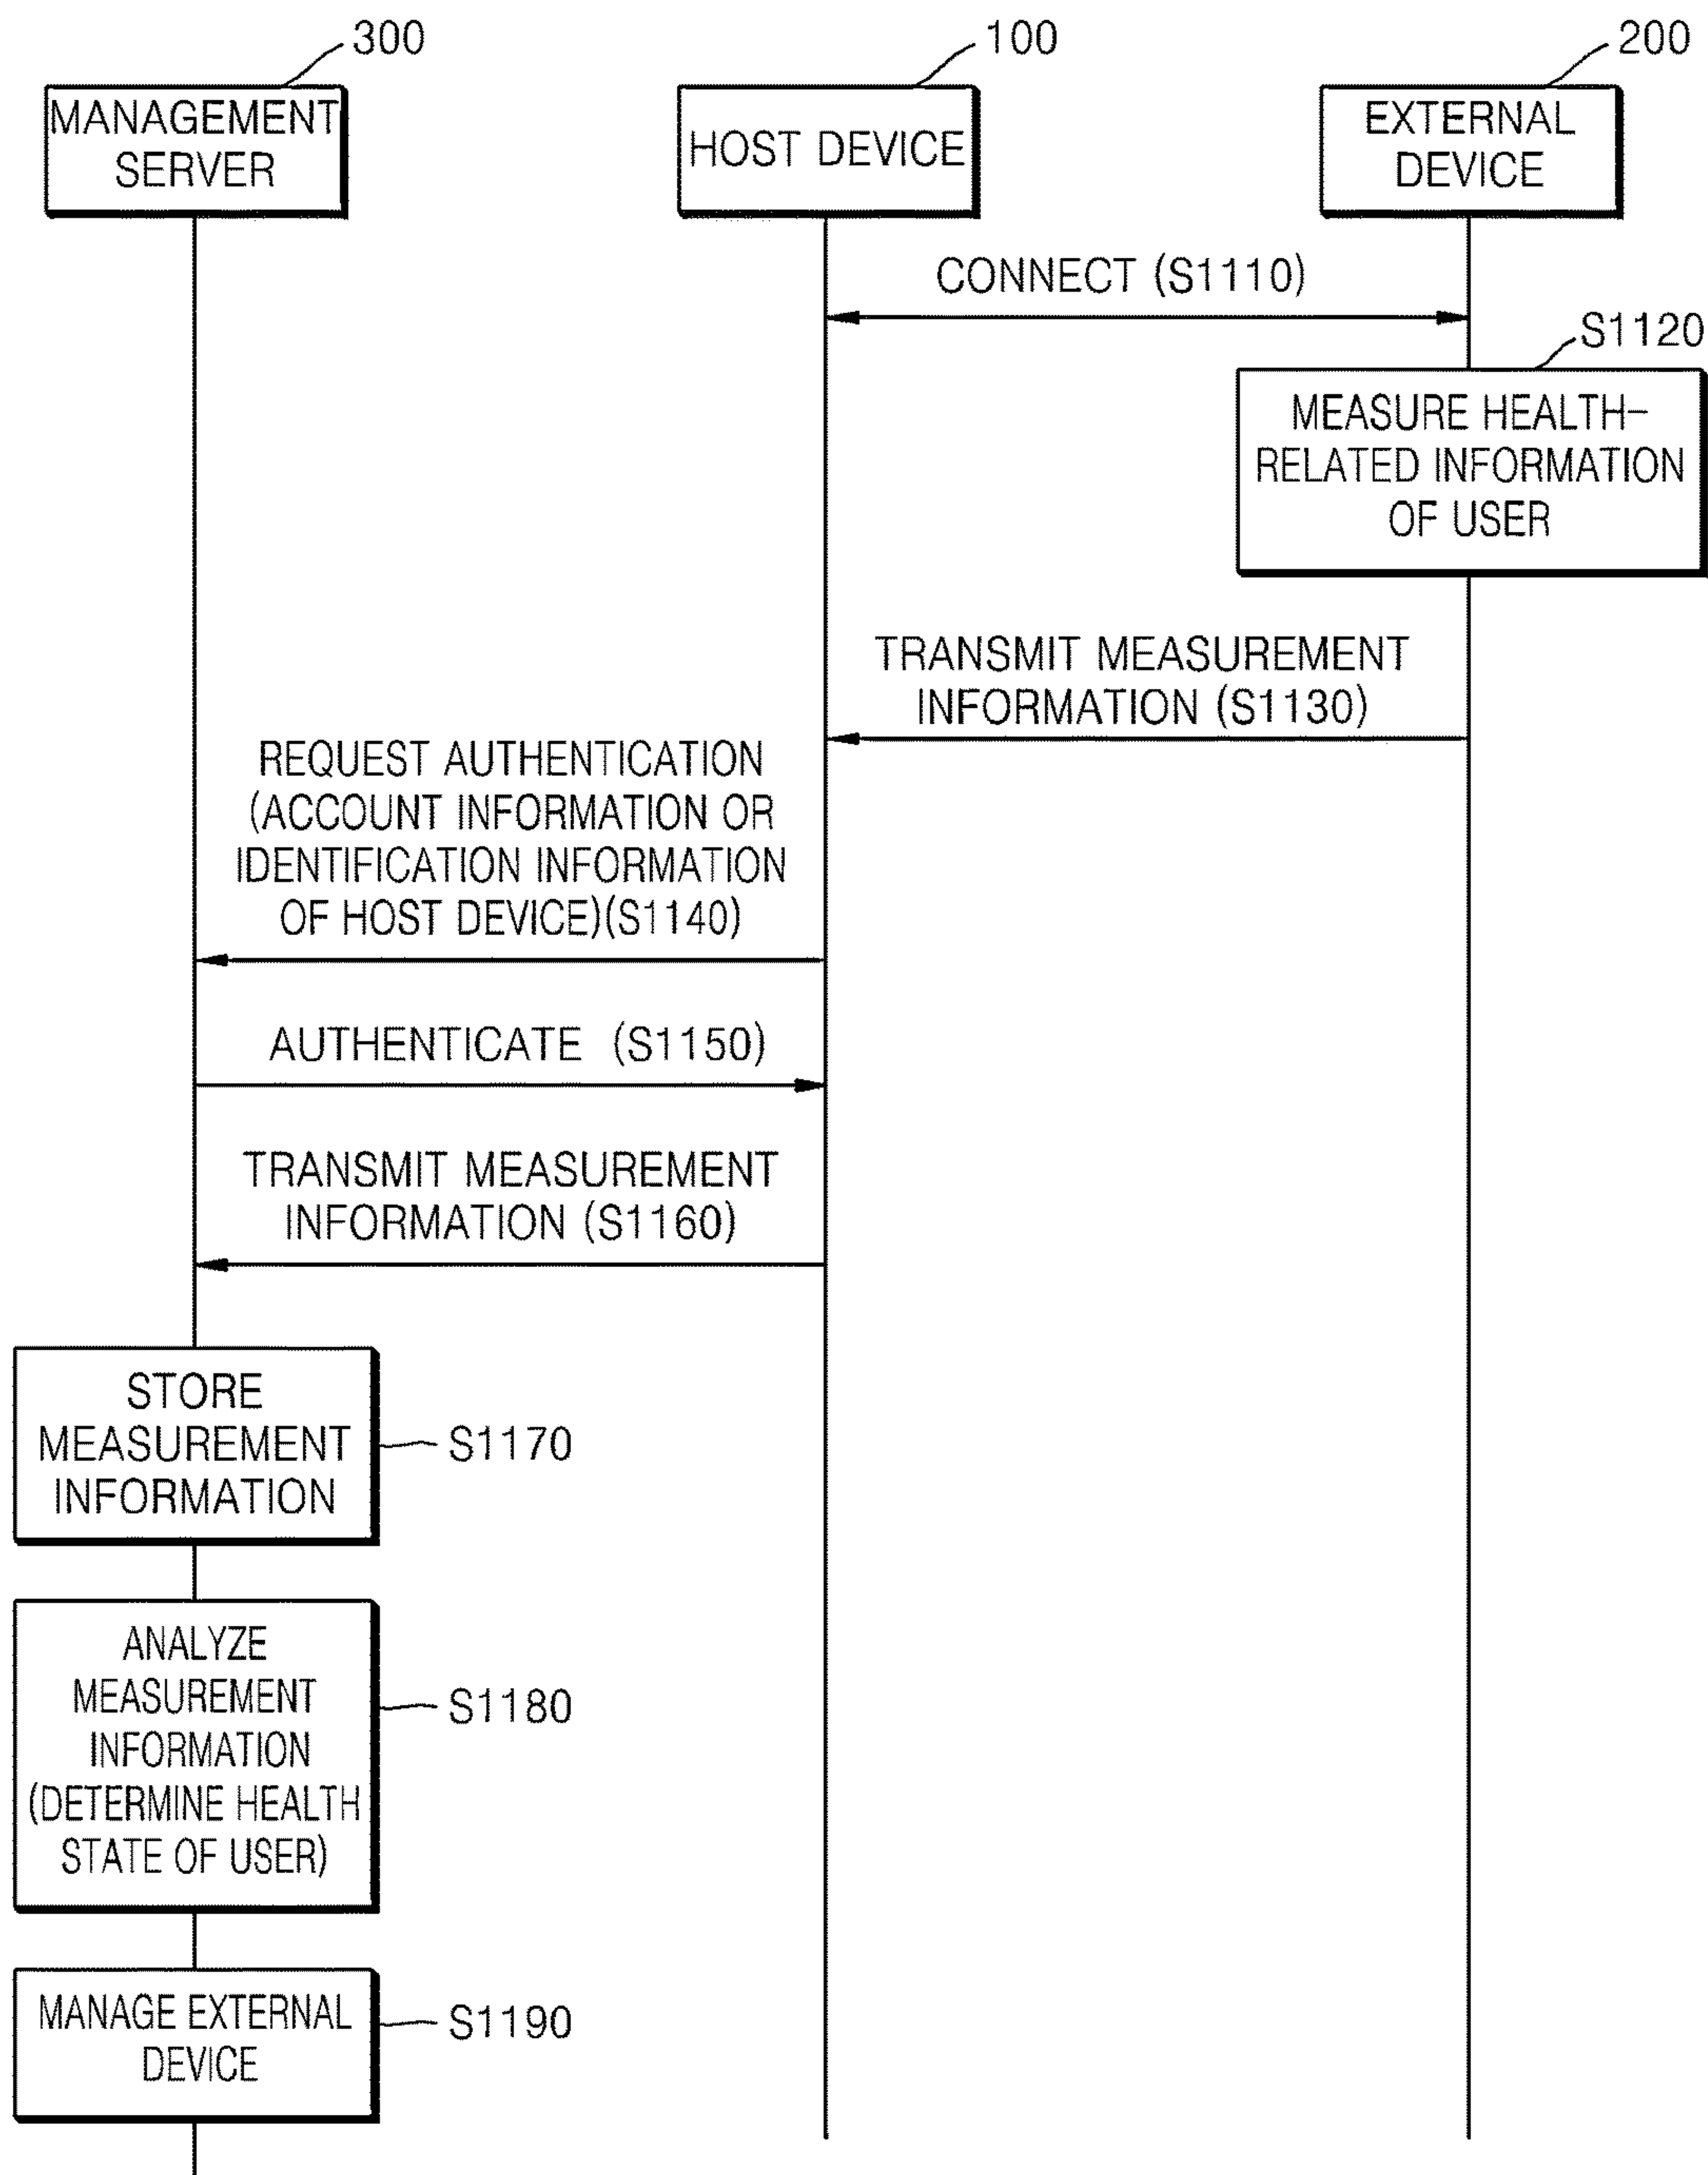 300
100
200
MANAGEMENT
SERVER
HOST DEVICE
EXTERNAL
DEVICE
CONNECT (S1110)
S1120
MEASURE HEALTH-
RELATED INFORMATION
OF USER
TRANSMIT MEASUREMENT
INFORMATION (S1130)
REQUEST AUTHENTICATION
(ACCOUNT INFORMATION OR
IDENTIFICATION INFORMATION
OF HOST DEVICE)(S1140)
AUTHENTICATE (S1150)
TRANSMIT MEASUREMENT
INFORMATION (S1160)
STORE
MEASUREMENT
INFORMATION
S1170
ANALYZE
MEASUREMENT
INFORMATION
(DETERMINE HEALTH
STATE OF USER)
S1180
MANAGE EXTERNAL
DEVICE
S1190